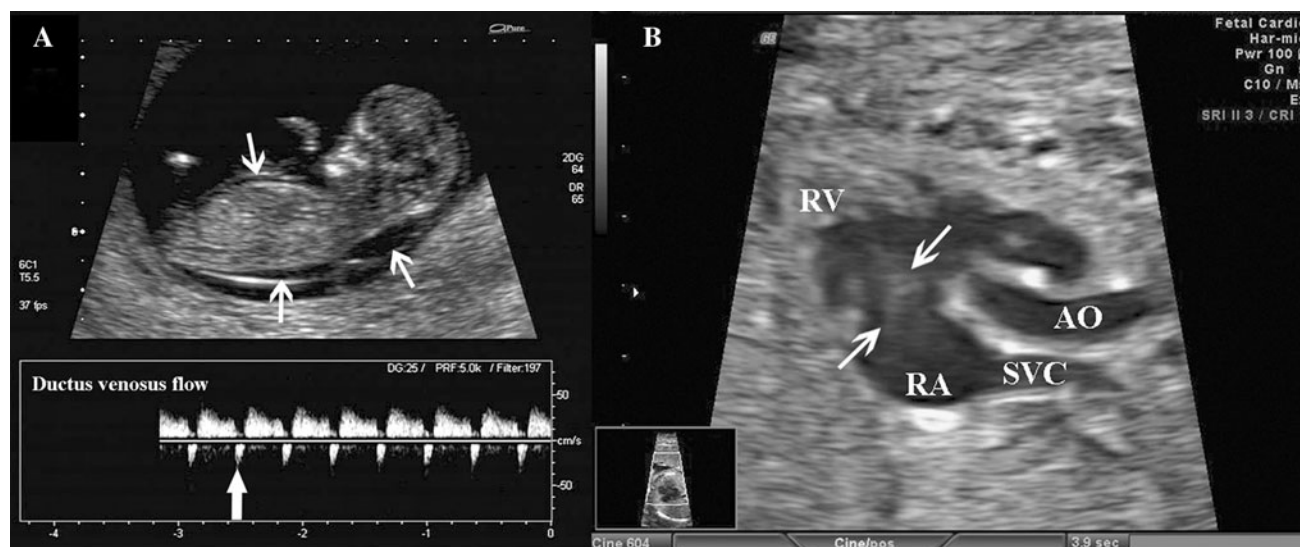 A
aPure
2DG
64
DR
65
6C1
T5.5
37 fps
Ductus venosus flow
DG:25 / PRF:5.0k / Filter:197
50
cm/s
-50
-4
-3
-2
-1
0
B
Fetal Cardi
Har-mi
Pwr 100
Gn
C10 / M
E
SRI II 3 / CRI
RV
AO
SVC
RA
Cine 604
Cine/pos
3.9 sec